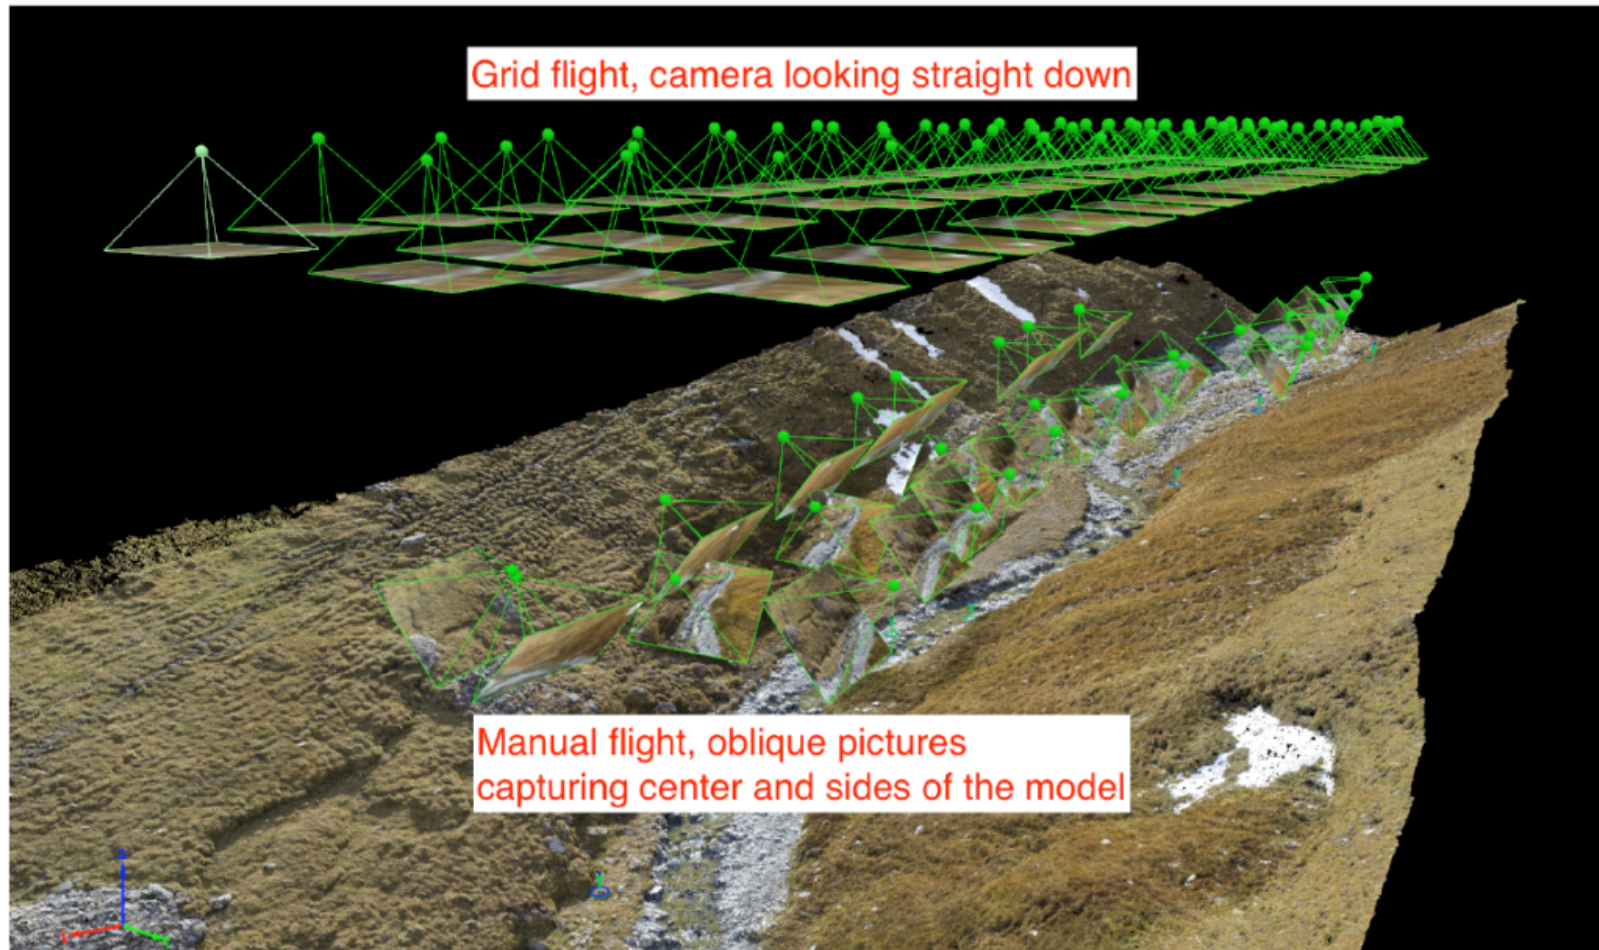 Grid flight, camera looking straight down
Manual flight, oblique pictures
capturing center and sides of the model